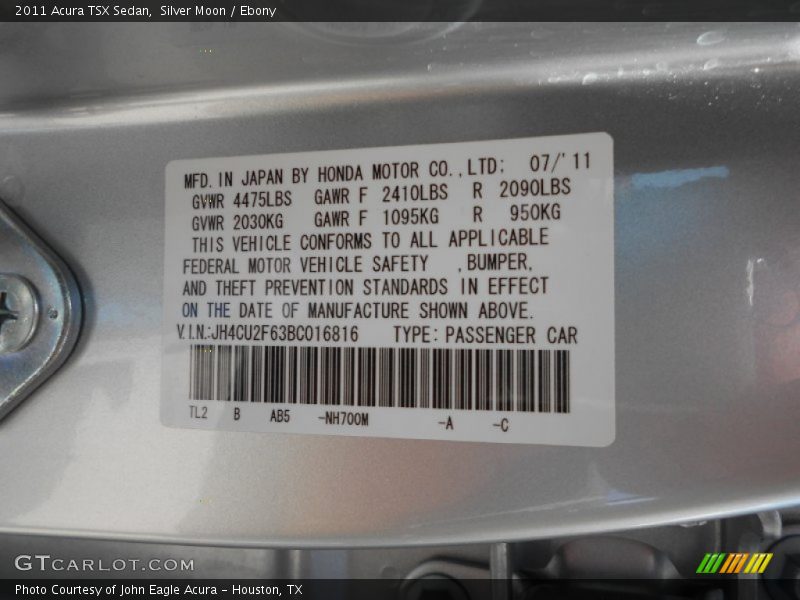 2011 Acura TSX Sedan,  Silver Moon / Ebony
MFD. IN JAPAN BY HONDA MOTOR CO.,LTD; 07/'11
GVWR 4475LBS GAWR F 2410LBS R 2090LBS
GVWR 2030KG GAWR F 1095KG R 950KG
THIS VEHICLE CONFORMS TO ALL APPLICABLE
FEDERAL MOTOR VEHICLE SAFETY ,BUMPER,
AND THEFT PREVENTION STANDARDS IN EFFECT
ON THE DATE OF MANUFACTURE SHOWN ABOVE.
V.I.N.:JH4CU2F63BC016816 TYPE: PASSENGER CAR
TL2 B AB5 -NH700M -A -C
GTCARLOT.COM
Photo Courtesy of John Eagle Acura - Houston, TX